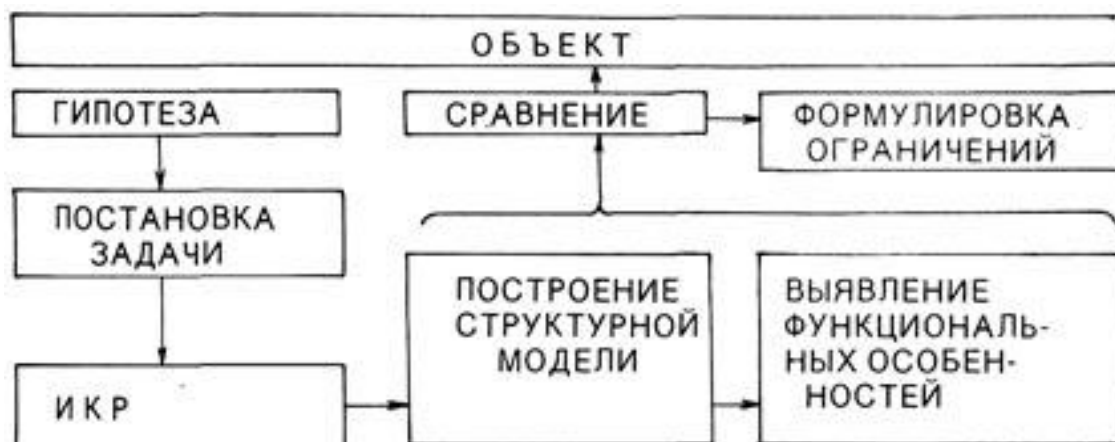 ОБЪЕКТ
ГИПОТЕЗА
СРАВНЕНИЕ
ФОРМУЛИРОВКА
ОГРАНИЧЕНИЙ
ПОСТАНОВКА
ЗАДАЧИ
ИКР
ПОСТРОЕНИЕ
СТРУКТУРНОЙ
МОДЕЛИ
ВЫЯВЛЕНИЕ
ФУНКЦИОНАЛЬ-
НЫХ ОСОБЕН-
НОСТЕЙ